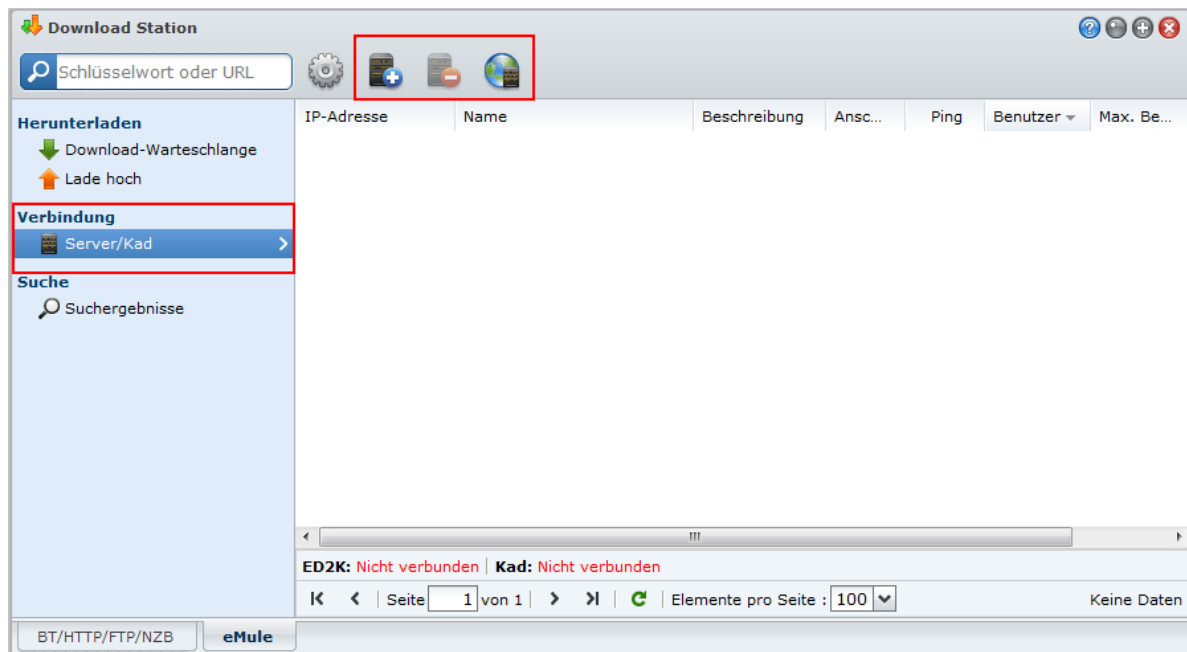 Download Station
Schlüsselwort oder URL
Herunterladen
Download-Warteschlange
Lade hoch
Verbindung
Server/Kad
Suche
Suchergebnisse
IP-Adresse Name Beschreibung Ansc... Ping Benutzer Max. Be...
ED2K: Nicht verbunden Kad: Nicht verbunden
Seite 1 von 1 Elemente pro Seite : 100 Keine Daten
BT/HTTP/FTP/NZB eMule